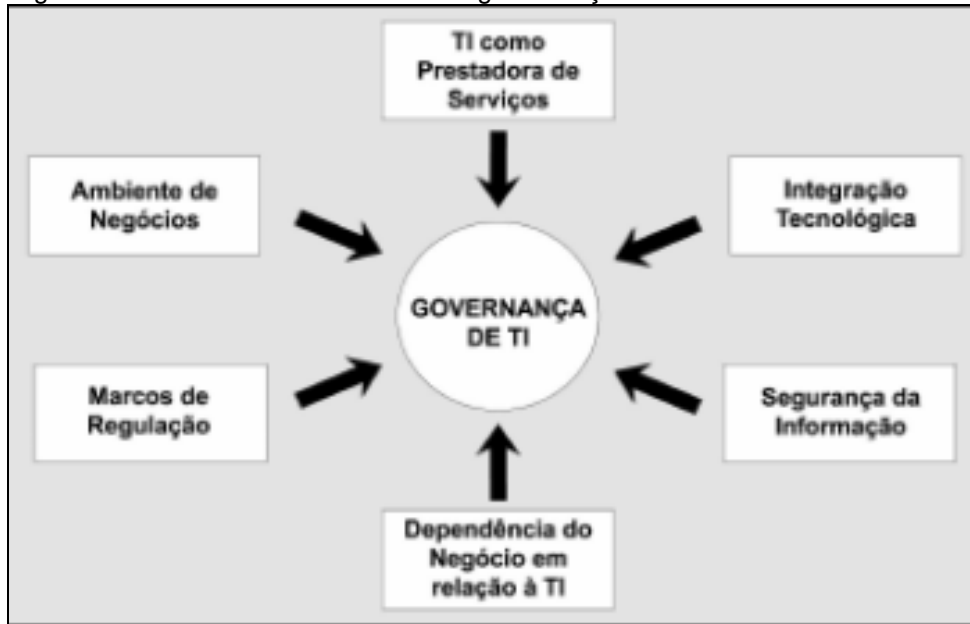 TI como
Prestadora de
Serviços
Ambiente de
Negócios
Integração
Tecnológica
GOVERNANÇA
DE TI
Marcos de
Regulação
Segurança da
Informação
Dependência do
Negócio em
relação à TI